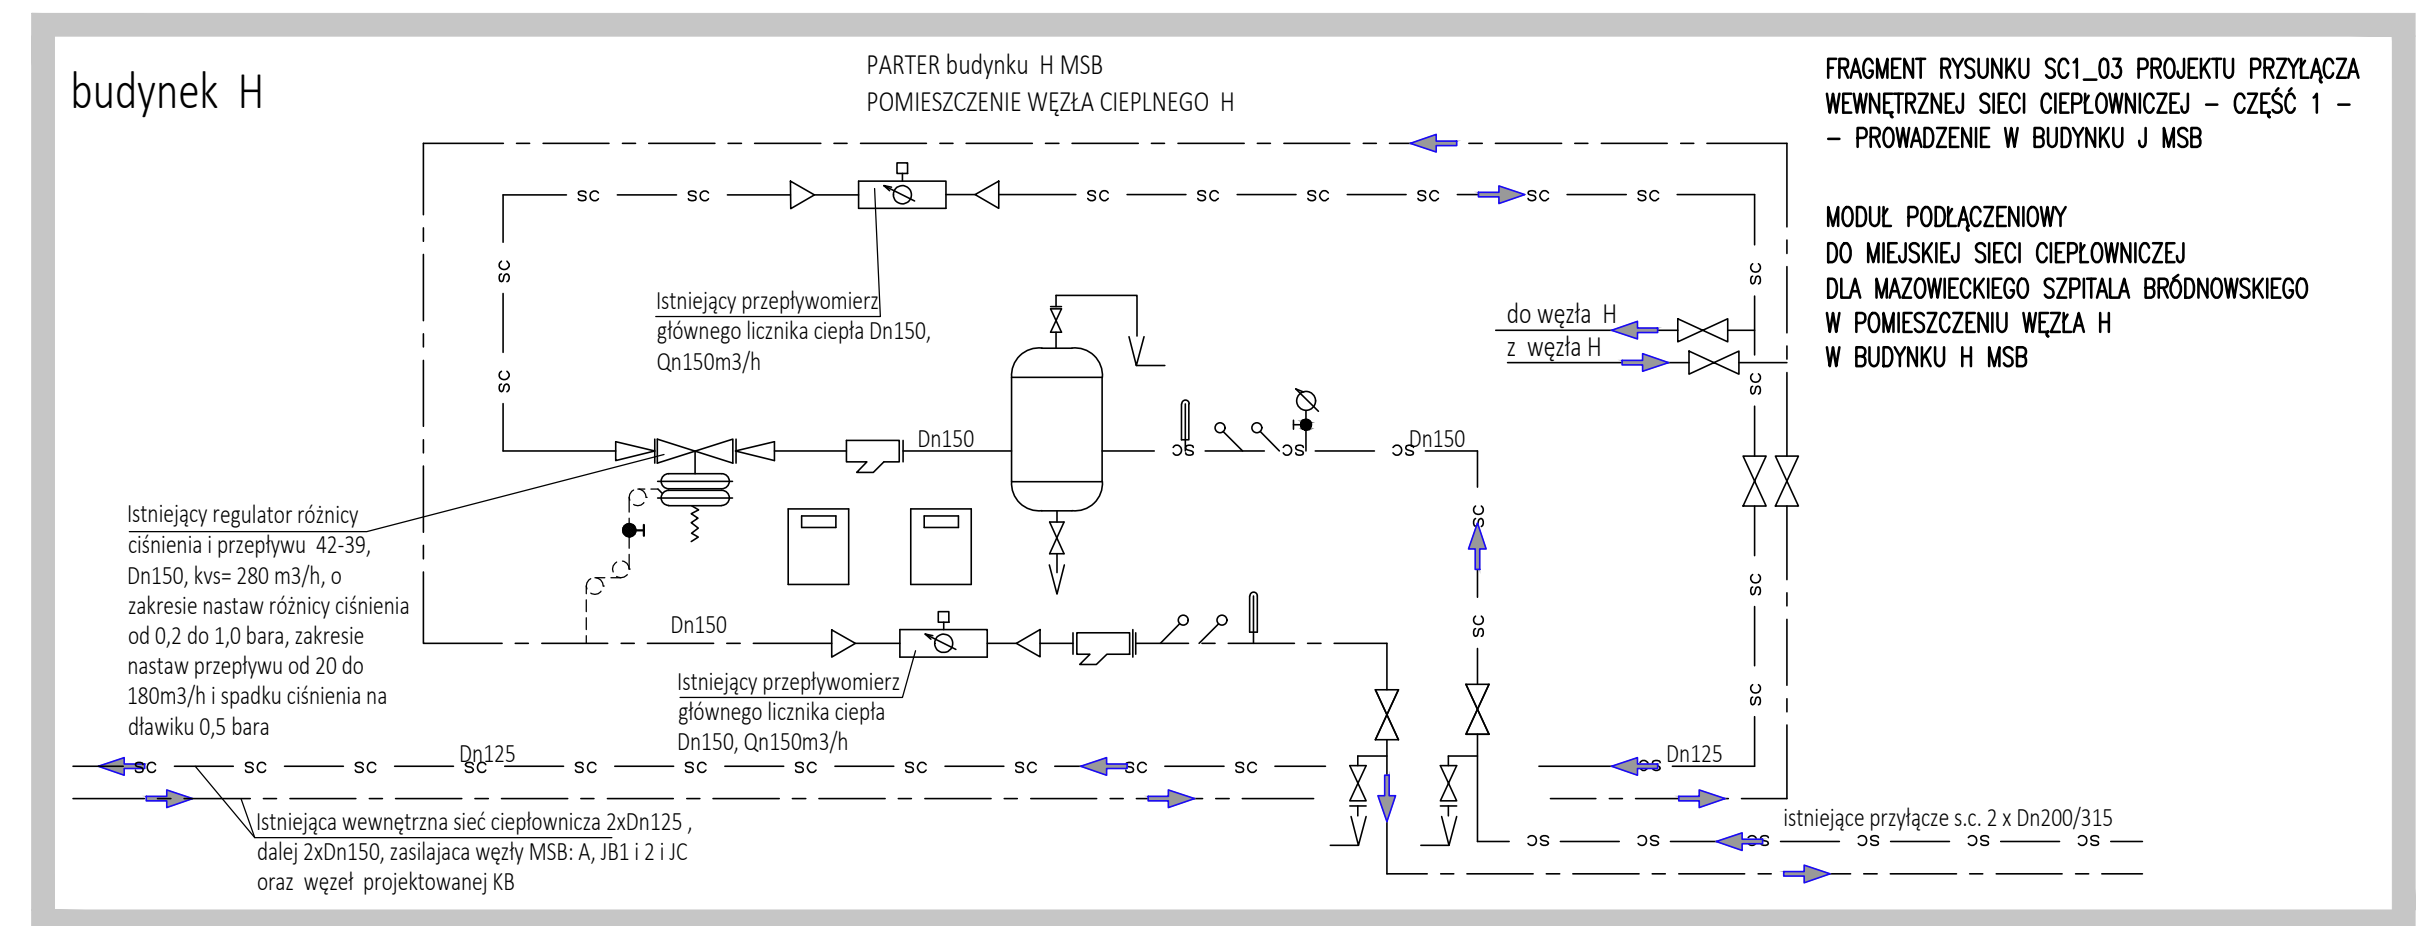 budynek H
PARTER budynku H MSB
POMIESZCZENIE WĘZŁA CIEPLNEGO H
FRAGMENT RYSUNKU SC1_03 PROJEKTU PRZYŁĄCZA
WEWNĘTRZNEJ SIECI CIEPŁOWNICZEJ – CZĘŚĆ 1 –
– PROWADZENIE W BUDYNKU J MSB
MODUŁ PODŁĄCZENIOWY
DO MIEJSKIEJ SIECI CIEPŁOWNICZEJ
DLA MAZOWIECKIEGO SZPITALA BRÓDNOWSKIEGO
W POMIESZCZENIU WĘZŁA H
W BUDYNKU H MSB
SC SC SC SC SC SC SC SC
SC
SC
SC
Istniejący przepływomierz
głównego licznika ciepła Dn150,
Qn150m3/h
do węzła H
z węzła H
SC
SC
Dn150
SC SC SC
Dn150
Istniejący regulator różnicy
ciśnienia i przepływu 42-39,
Dn150, kvs= 280 m3/h, o
zakresie nastaw różnicy ciśnienia
od 0,2 do 1,0 bara, zakresie
nastaw przepływu od 20 do
180m3/h i spadku ciśnienia na
dławiku 0,5 bara
SC
SC
SC
SC
Dn150
Istniejący przepływomierz
głównego licznika ciepła
Dn150, Qn150m3/h
Dn125
SC SC SC SC SC SC SC SC SC SC SC
Dn125
SC
Istniejąca wewnętrzna sieć ciepłownicza 2xDn125 ,
dalej 2xDn150, zasilajaca węzły MSB: A, JB1 i 2 i JC
oraz węzeł projektowanej KB
istniejące przyłącze s.c. 2 x Dn200/315
SC SC SC SC SC SC